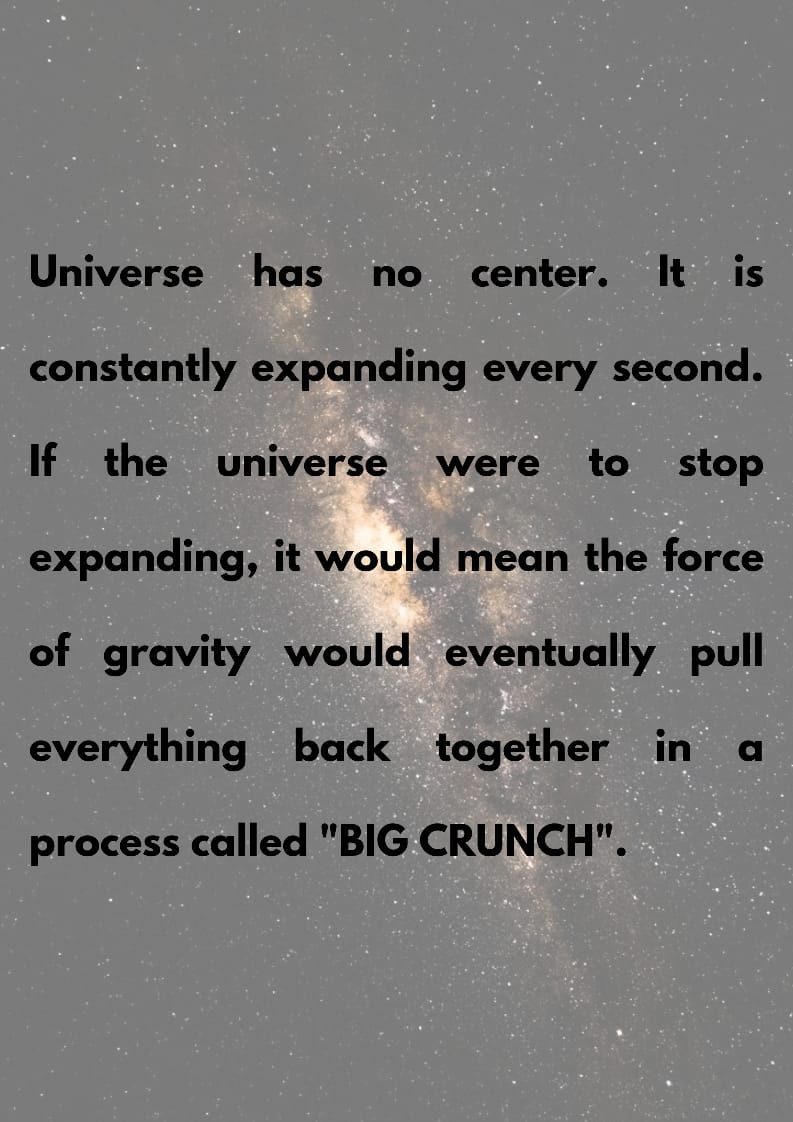 Universe has no center. It is
constantly expanding every second.
If the universe were to stop
expanding, it would mean the force
of gravity would eventually pull
everything back together in a
process called "BIG CRUNCH".